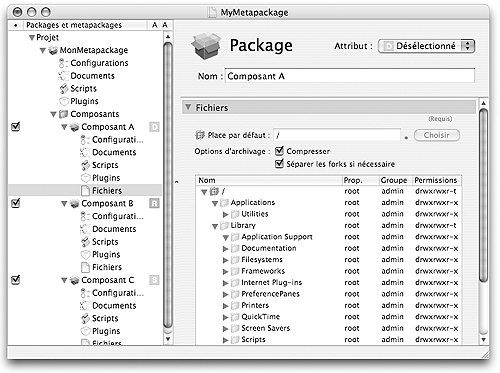 MyMetapackage
Packages et metapackages A A
Projet
MonMetapackage
Configurations
Documents
Scripts
Plugins
Composants
Composant A D
Configurati...
Documents
Scripts
Plugins
Fichiers
Composant B R
Configurati...
Documents
Scripts
Plugins
Fichiers
Composant C S
Configurati...
Documents
Scripts
Plugins
Fichiers
Package
Attribut : D Désélectionné
Nom : Composant A
Fichiers
(Requis)
Place par défaut : / Choisir
Options d'archivage : Compresser
Séparer les forks si nécessaire
Nom Prop. Groupe Permissions
/ root admin drwxrwxr-t
Applications root admin drwxrwxr-x
Utilities root admin drwxrwxr-x
Library root admin drwxrwxr-t
Application Support root admin drwxrwxr-x
Documentation root admin drwxrwxr-x
Filesystems root admin drwxrwxr-x
Frameworks root admin drwxrwxr-x
Internet Plug-ins root admin drwxrwxr-x
PreferencePanes root admin drwxrwxr-x
Printers root admin drwxrwxr-x
QuickTime root admin drwxrwxr-x
Screen Savers root admin drwxrwxr-x
Scripts root admin drwxrwxr-x